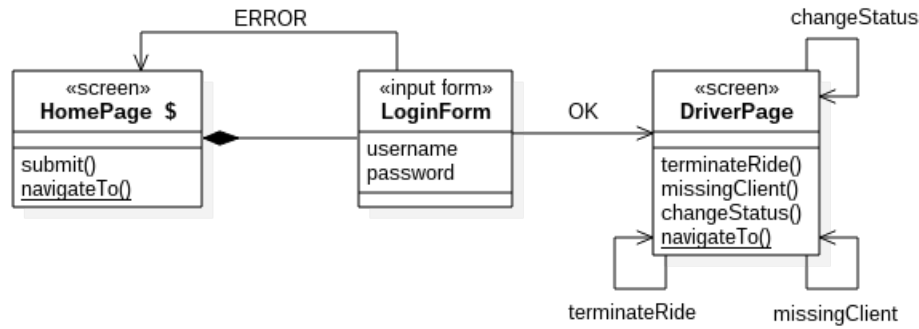 ERROR
changeStatus
«screen»
HomePage $
submit()
navigateTo()
«input form»
LoginForm
username
password
OK
«screen»
DriverPage
terminateRide()
missingClient()
changeStatus()
navigateTo()
terminateRide
missingClient